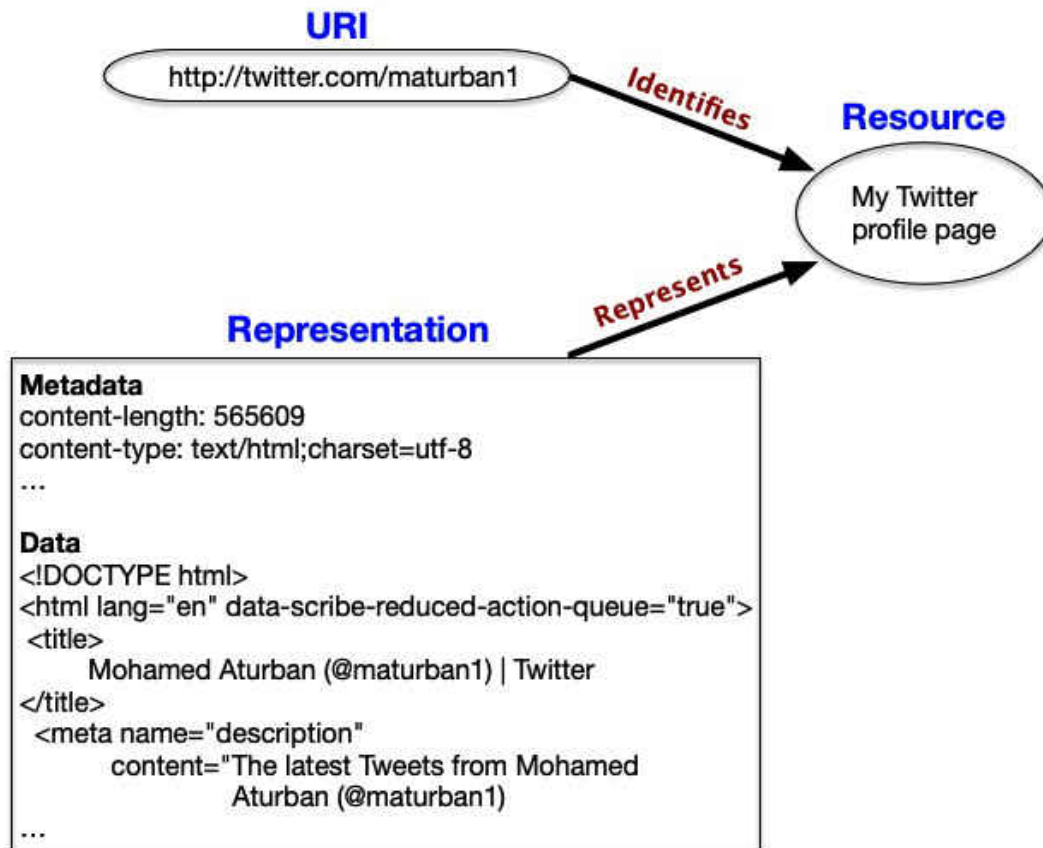 URI
http://twitter.com/maturban1
Identifies
Resource
My Twitter
profile page
Represents
Representation
Metadata
content-length: 565609
content-type: text/html;charset=utf-8
...
Data
<!DOCTYPE html>
<html lang="en" data-scribe-reduced-action-queue="true">
<title>
Mohamed Aturban (@maturban1) | Twitter
</title>
<meta name="description"
content="The latest Tweets from Mohamed
Aturban (@maturban1)
...